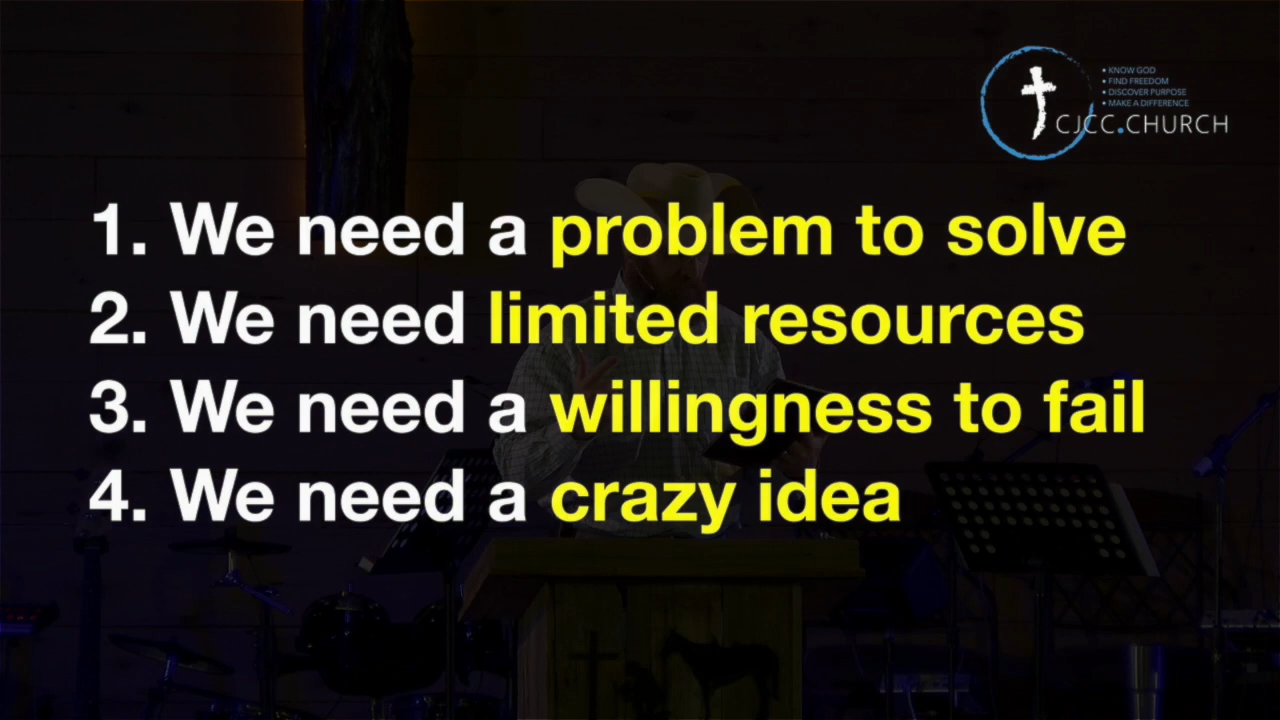 • KNOW GOD
• FIND FREEDOM
• DISCOVER PURPOSE
• MAKE A DIFFERENCE
CJCC.CHURCH
1. We need a problem to solve
2. We need limited resources
3. We need a willingness to fail
4. We need a crazy idea